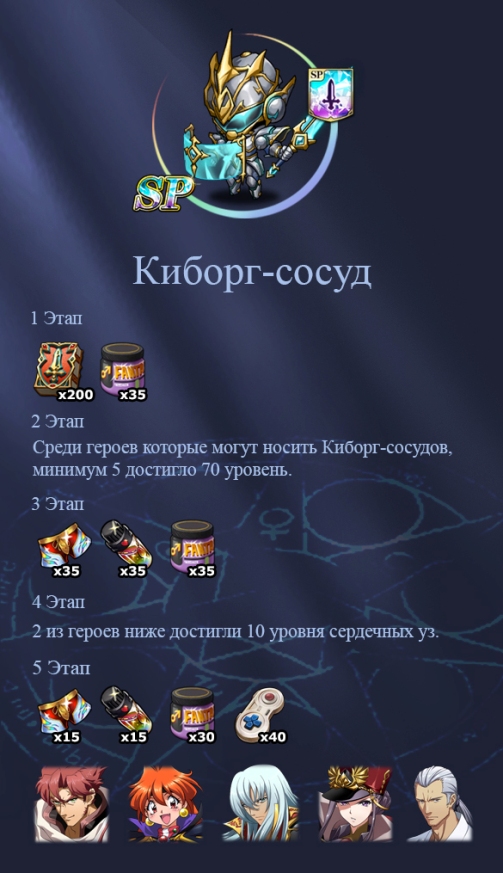 SP
SP
Киборг-сосуд
1 Этап
x200 x35
2 Этап
Среди героев которые могут носить Киборг-сосудов,
минимум 5 достигло 70 уровень.
3 Этап
x35 x35 x35
4 Этап
2 из героев ниже достигли 10 уровня сердечных уз.
5 Этап
x15 x15 x30 x40